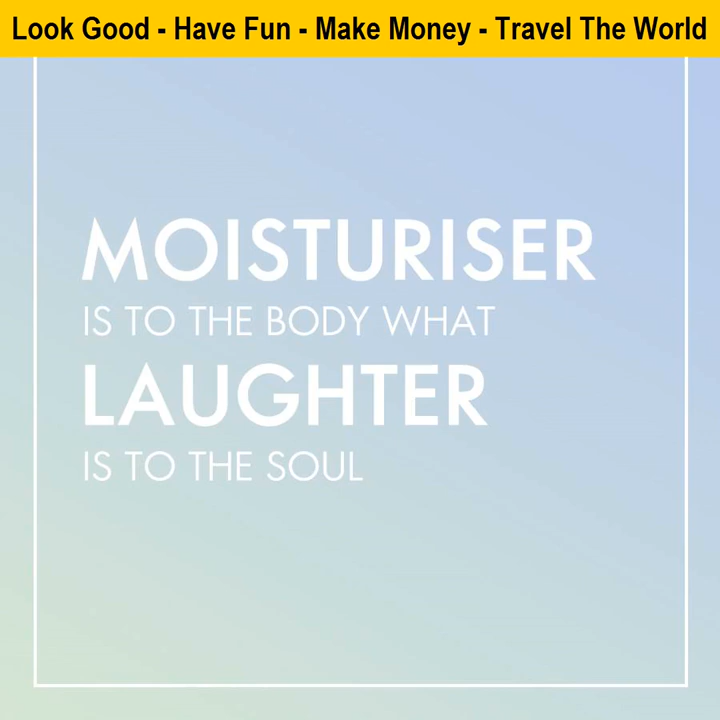 Look Good - Have Fun - Make Money - Travel The World
MOISTURISER
IS TO THE BODY WHAT
LAUGHTER
IS TO THE SOUL